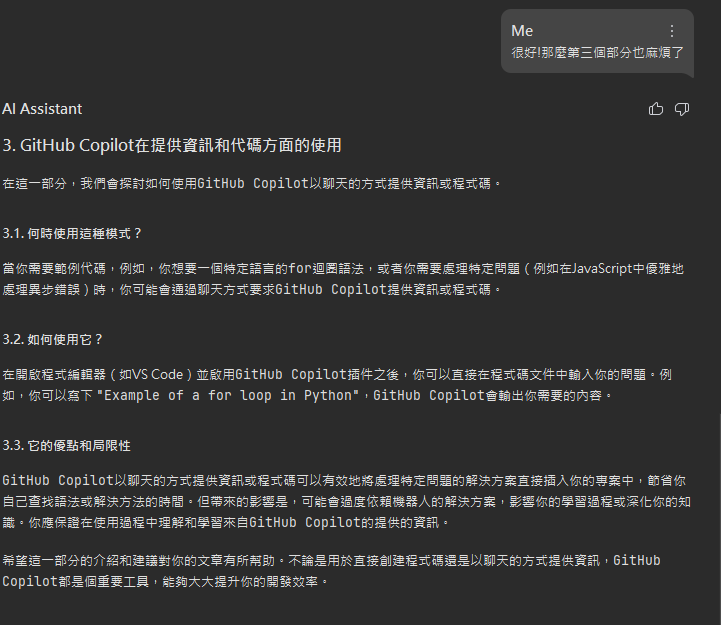 Me
很好!那麼第三個部分也麻煩了
AI Assistant
3. GitHub Copilot在提供資訊和代碼方面的使用
在這一部分，我們會探討如何使用GitHub Copilot以聊天的方式提供資訊或程式碼。
3.1. 何時使用這種模式？
當你需要範例代碼，例如，你想要一個特定語言的for迴圈語法，或者你需要處理特定問題（例如在JavaScript中優雅地
處理異步錯誤）時，你可能會通過聊天方式要求GitHub Copilot提供資訊或程式碼。
3.2. 如何使用它？
在開啟程式編輯器（如VS Code）並啟用GitHub Copilot插件之後，你可以直接在程式碼文件中輸入你的問題。例
如，你可以寫下 "Example of a for loop in Python"，GitHub Copilot會輸出你需要的內容。
3.3. 它的優點和局限性
GitHub Copilot以聊天的方式提供資訊或程式碼可以有效地將處理特定問題的解決方案直接插入你的專案中，節省你
自己查找語法或解決方法的時間。但帶來的影響是，可能會過度依賴機器人的解決方案，影響你的學習過程或深化你的知
識。你應保證在使用過程中理解和學習來自GitHub Copilot的提供的資訊。
希望這一部分的介紹和建議對你的文章有所幫助。不論是用於直接創建程式碼還是以聊天的方式提供資訊，GitHub
Copilot都是個重要工具，能夠大大提升你的開發效率。